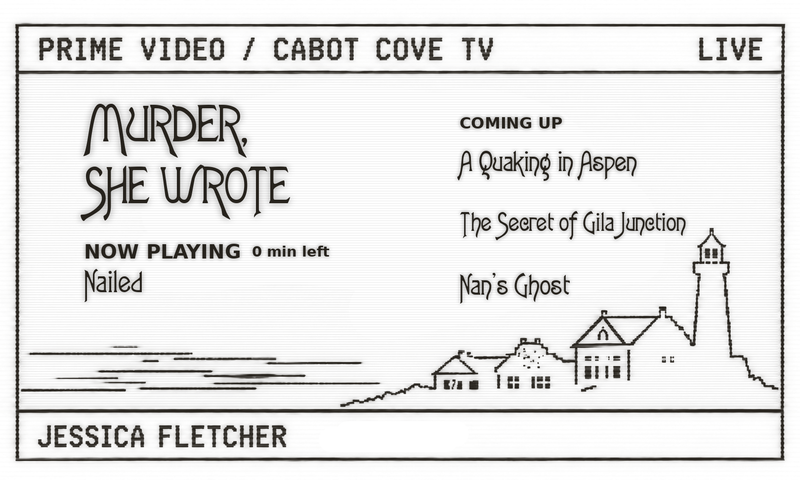 PRIME VIDEO / CABOT COVE TV LIVE
MURDER,
SHE WROTE
NOW PLAYING 0 min left
Nailed
COMING UP
A Quaking in Aspen
The Secret of Gila Junction
Nan's Ghost
JESSICA FLETCHER